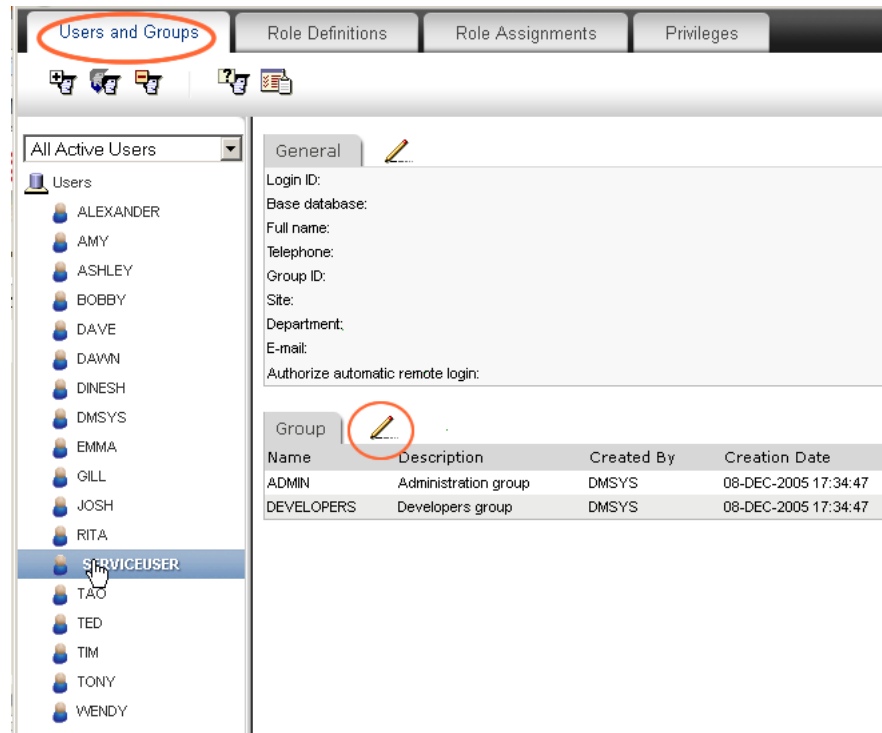 Users and Groups
Role Definitions
Role Assignments
Privileges
All Active Users
Users
ALEXANDER
AMY
ASHLEY
BOBBY
DAVE
DAWN
DINESH
DMSYS
EMMA
GILL
JOSH
RITA
SERVICEUSER
TAO
TED
TIM
TONY
WENDY
General
Login ID:
Base database:
Full name:
Telephone:
Group ID:
Site:
Department:
E-mail:
Authorize automatic remote login:
Group
Name Description Created By Creation Date
ADMIN Administration group DMSYS 08-DEC-2005 17:34:47
DEVELOPERS Developers group DMSYS 08-DEC-2005 17:34:47